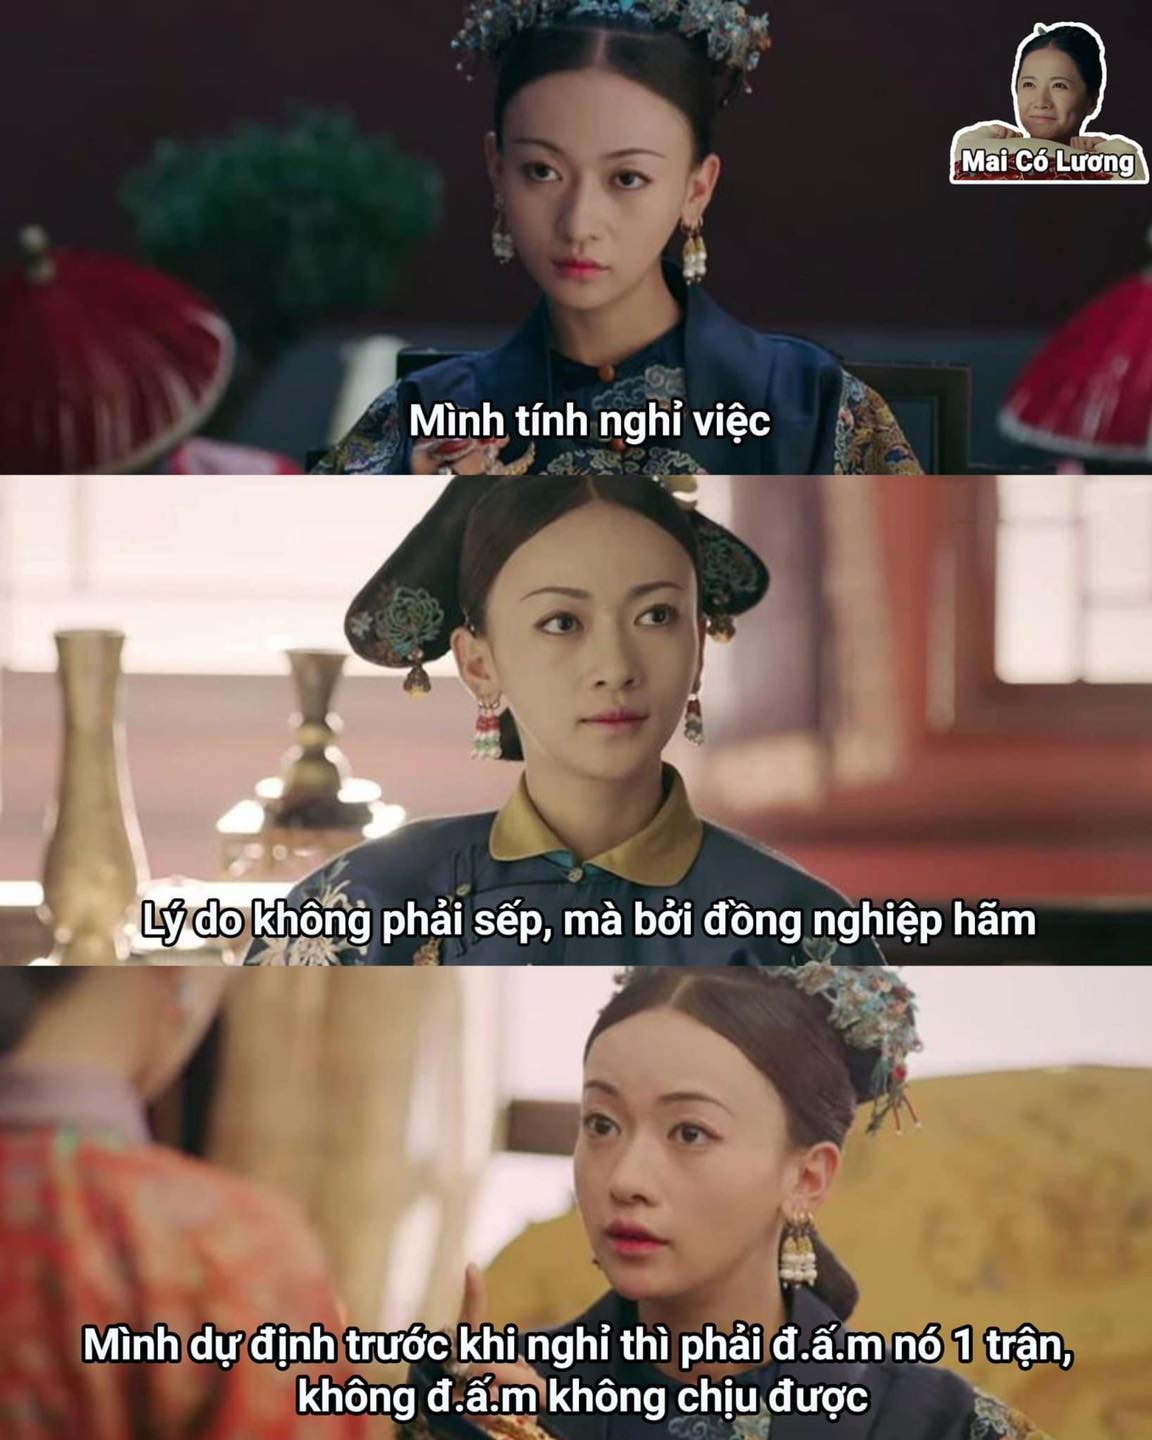 Mai Có Lương
Mình tính nghỉ việc
Lý do không phải sếp, mà bởi đồng nghiệp hãm
Mình dự định trước khi nghỉ thì phải đ.ấ.m nó 1 trận,
không đ.ấ.m không chịu được